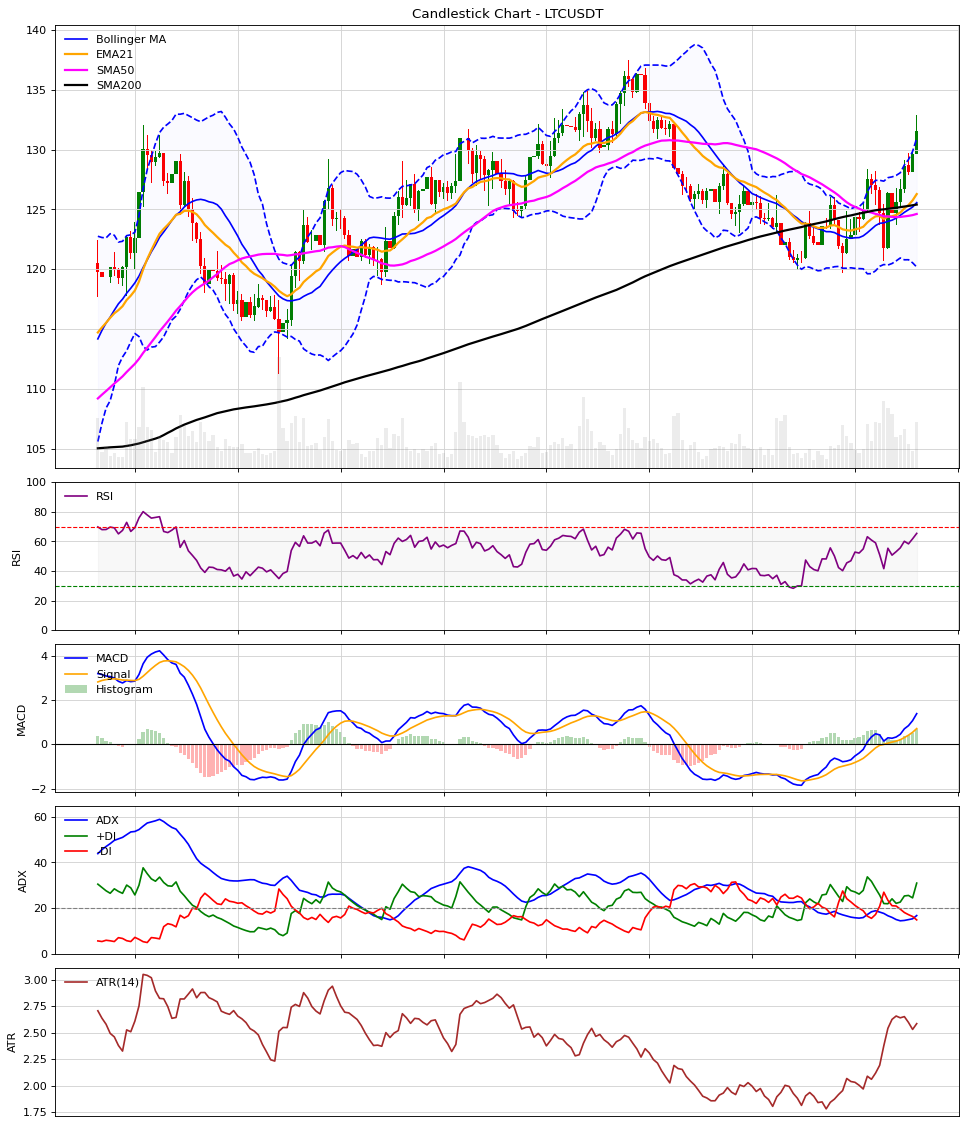 Candlestick Chart - LTCUSDT
140
135
130
125
120
115
110
105
Bollinger MA
EMA21
SMA50
SMA200
100
80
60
40
20
0
RSI
RSI
4
2
0
−2
MACD
MACD
Signal
Histogram
60
40
20
0
ADX
ADX
+DI
-DI
3.00
2.75
2.50
2.25
2.00
1.75
ATR
ATR(14)